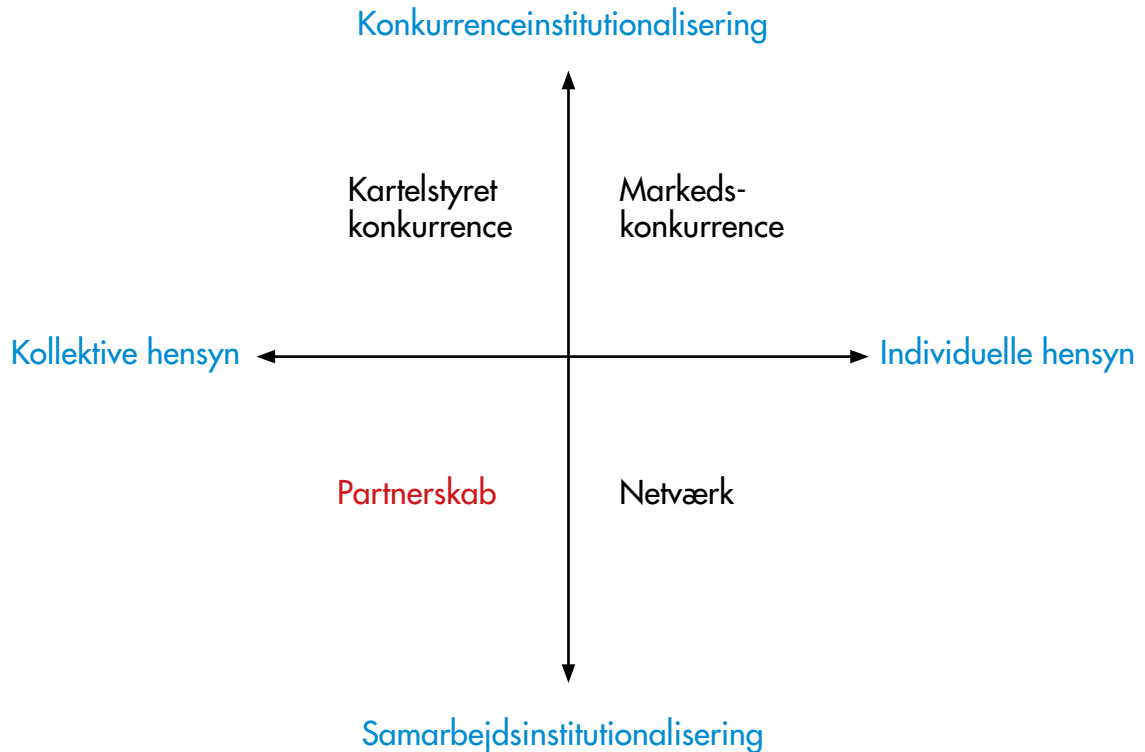 Konkurrenceinstitutionalisering
Kartelstyret
konkurrence
Markeds-
konkurrence
Kollektive hensyn
Individuelle hensyn
Partnerskab
Netværk
Samarbejdsinstitutionalisering